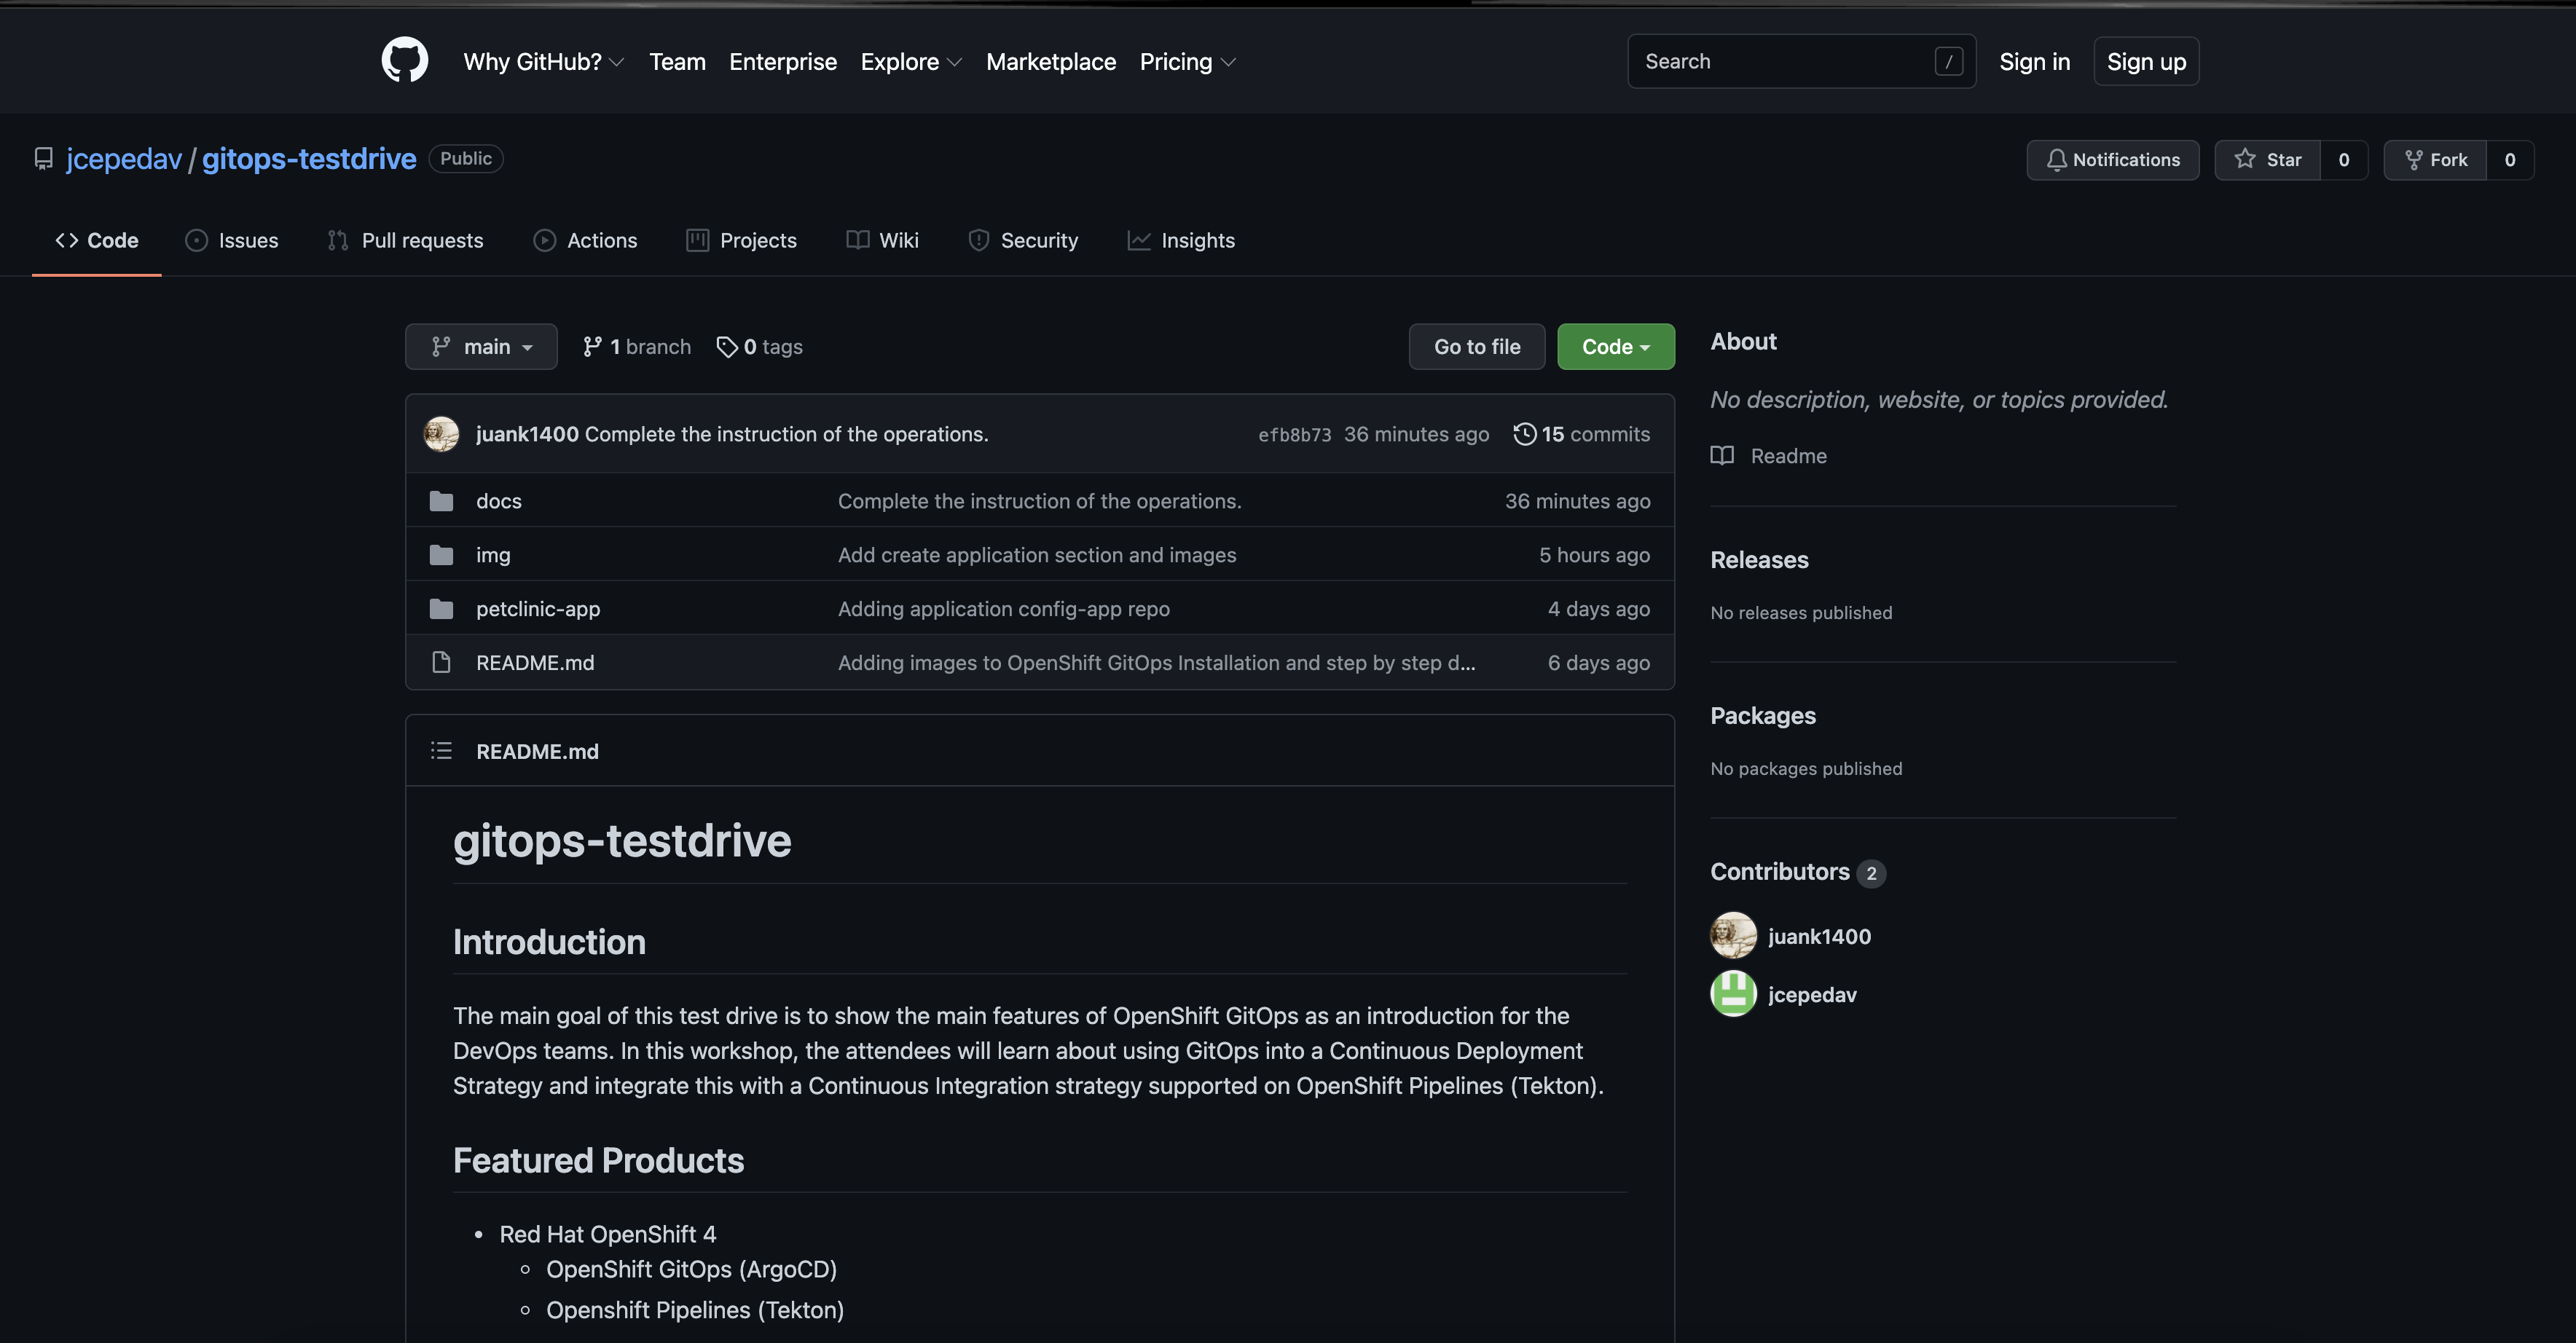 Why GitHub? Team Enterprise Explore Marketplace Pricing Search / Sign in Sign up
jcepedav / gitops-testdrive Public Notifications Star 0 Fork 0
Code Issues Pull requests Actions Projects Wiki Security Insights
main 1 branch 0 tags Go to file Code
juank1400 Complete the instruction of the operations. efb8b73 36 minutes ago 15 commits
docs Complete the instruction of the operations. 36 minutes ago
img Add create application section and images 5 hours ago
petclinic-app Adding application config-app repo 4 days ago
README.md Adding images to OpenShift GitOps Installation and step by step d... 6 days ago
README.md
gitops-testdrive
Introduction
The main goal of this test drive is to show the main features of OpenShift GitOps as an introduction for the
DevOps teams. In this workshop, the attendees will learn about using GitOps into a Continuous Deployment
Strategy and integrate this with a Continuous Integration strategy supported on OpenShift Pipelines (Tekton).
Featured Products
• Red Hat OpenShift 4
◦ OpenShift GitOps (ArgoCD)
◦ Openshift Pipelines (Tekton)
About
No description, website, or topics provided.
Readme
Releases
No releases published
Packages
No packages published
Contributors 2
juank1400
jcepedav